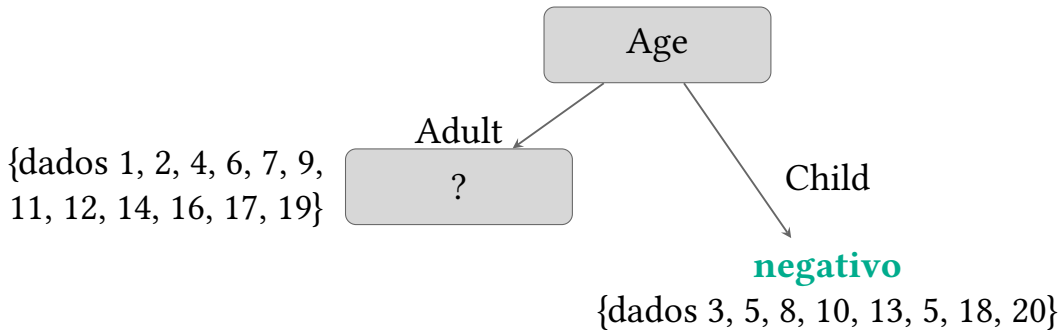 Age
Adult
{dados 1, 2, 4, 6, 7, 9,
11, 12, 14, 16, 17, 19}
?
Child
negativo
{dados 3, 5, 8, 10, 13, 5, 18, 20}